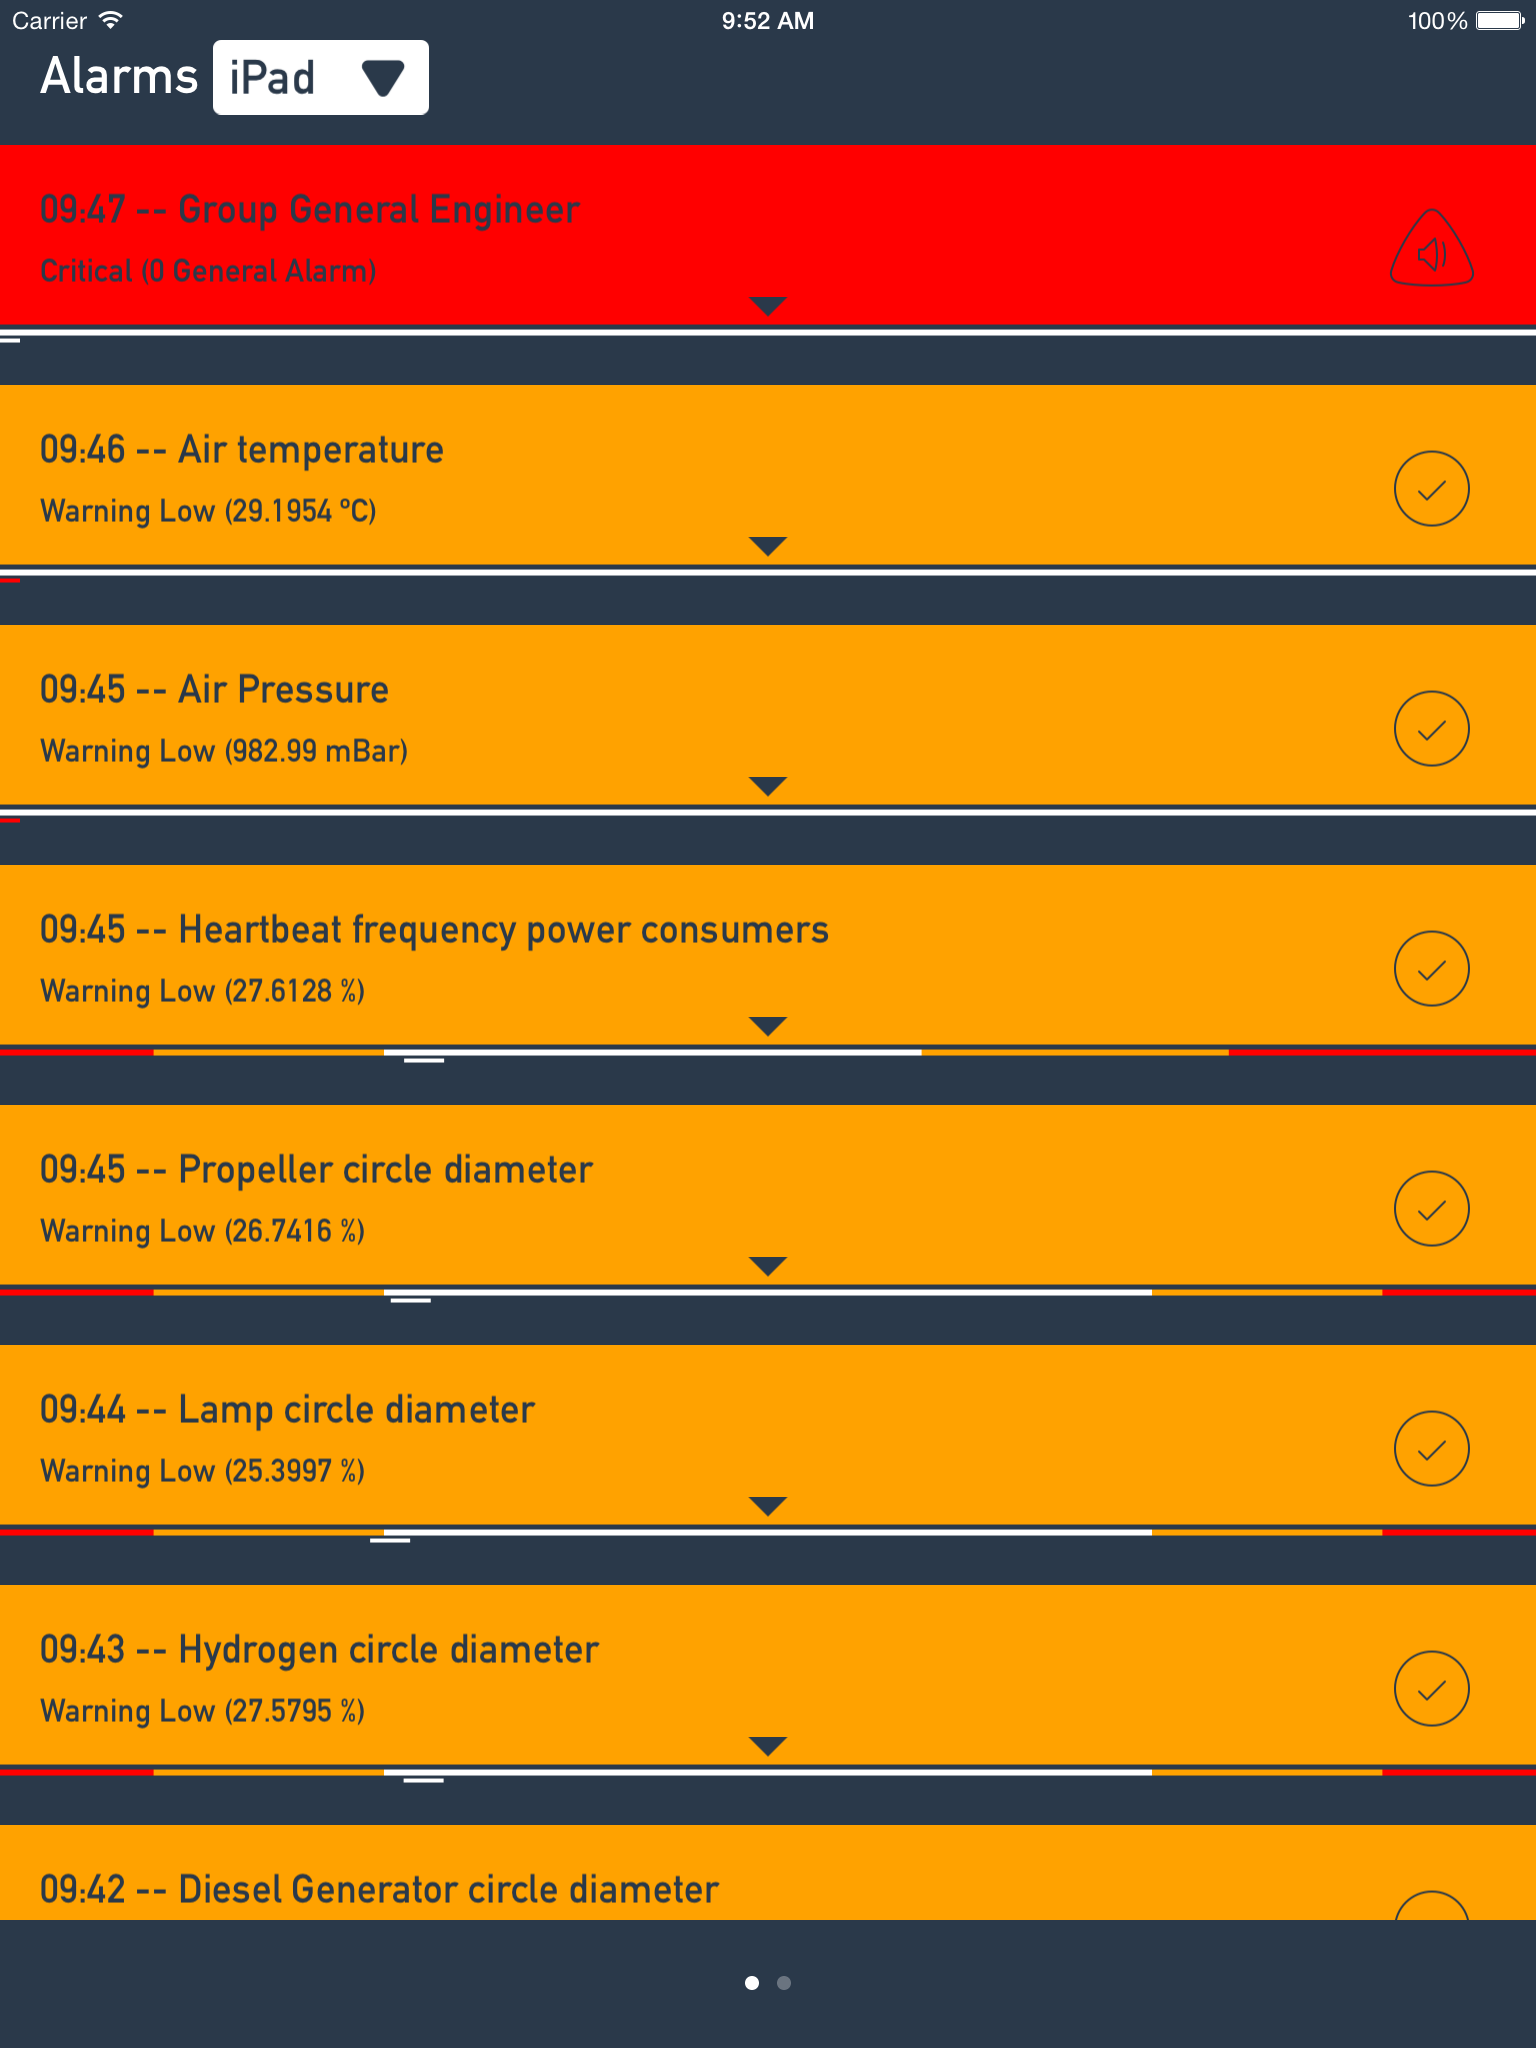 Carrier 9:52 AM 100%
Alarms iPad
09:47 -- Group General Engineer
Critical (0 General Alarm)
09:46 -- Air temperature
Warning Low (29.1954 ºC)
09:45 -- Air Pressure
Warning Low (982.99 mBar)
09:45 -- Heartbeat frequency power consumers
Warning Low (27.6128 %)
09:45 -- Propeller circle diameter
Warning Low (26.7416 %)
09:44 -- Lamp circle diameter
Warning Low (25.3997 %)
09:43 -- Hydrogen circle diameter
Warning Low (27.5795 %)
09:42 -- Diesel Generator circle diameter